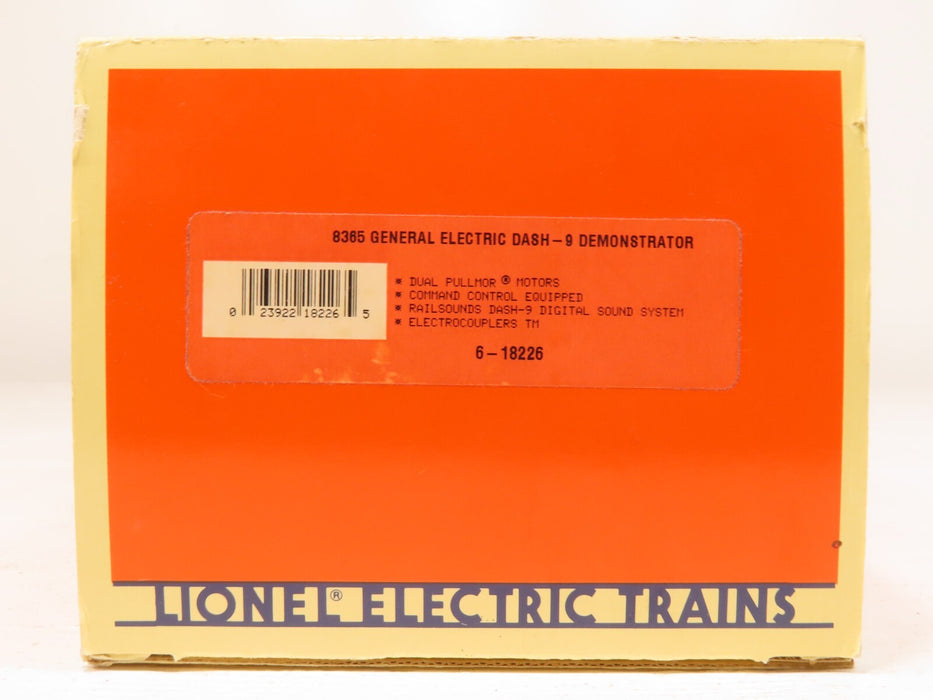 8365 GENERAL ELECTRIC DASH-9 DEMONSTRATOR
* DUAL PULLMOR ® MOTORS
* COMMAND CONTROL EQUIPPED
* RAILSOUNDS DASH-9 DIGITAL SOUND SYSTEM
* ELECTROCOUPLERS TM
0 23922 18226 5
6-18226
LIONEL® ELECTRIC TRAINS